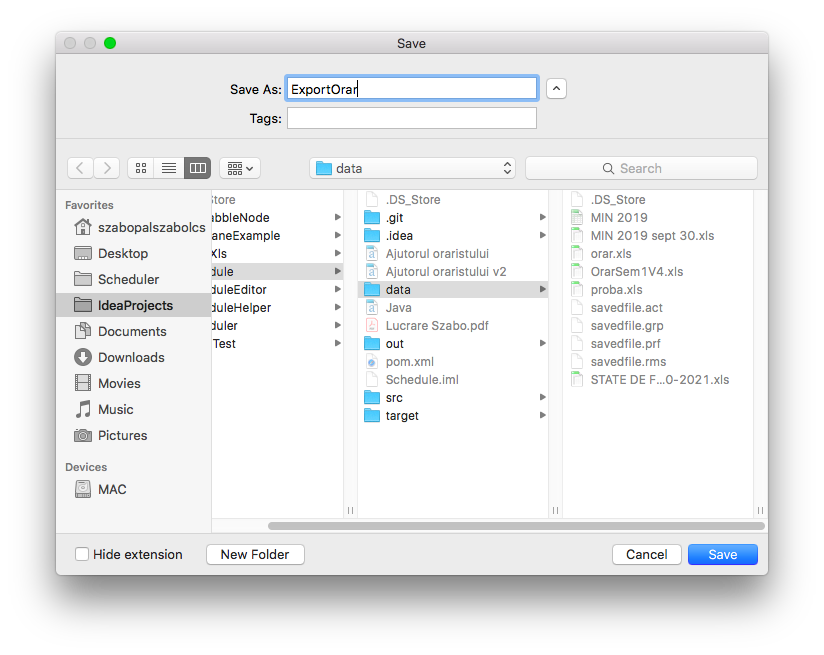 Save
Save As: ExportOrar
Tags:
data
Search
Favorites
szabopalszabolcs
Desktop
Scheduler
IdeaProjects
Documents
Downloads
Movies
Music
Pictures
Devices
MAC
Store
bbleNode
aneExample
Xls
dule
duleEditor
duleHelper
duler
Test
.DS_Store
.git
.idea
Ajutorul oraristului
Ajutorul oraristului v2
data
Java
Lucrare Szabo.pdf
out
pom.xml
Schedule.iml
src
target
.DS_Store
MIN 2019
MIN 2019 sept 30.xls
orar.xls
OrarSem1V4.xls
proba.xls
savedfile.act
savedfile.grp
savedfile.prf
savedfile.rms
STATE DE F...0-2021.xls
Hide extension
New Folder
Cancel
Save